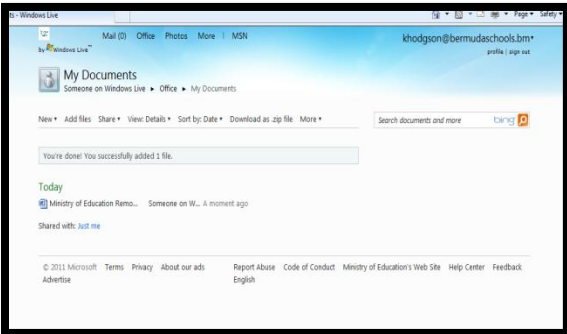 ts - Windows Live
Page ▾ Safety ▾
Mail (0) Office Photos More | MSN
khodgson@bermudaschools.bm ▾
by Windows Live™
profile | sign out
My Documents
Someone on Windows Live ▸ Office ▸ My Documents
New ▾ Add files Share ▾ View: Details ▾ Sort by: Date ▾ Download as .zip file More ▾
Search documents and more bing
You're done! You successfully added 1 file.
Today
Ministry of Education Remo... Someone on W... A moment ago
Shared with: Just me
© 2011 Microsoft Terms Privacy About our ads Report Abuse Code of Conduct Ministry of Education's Web Site Help Center Feedback
Advertise English